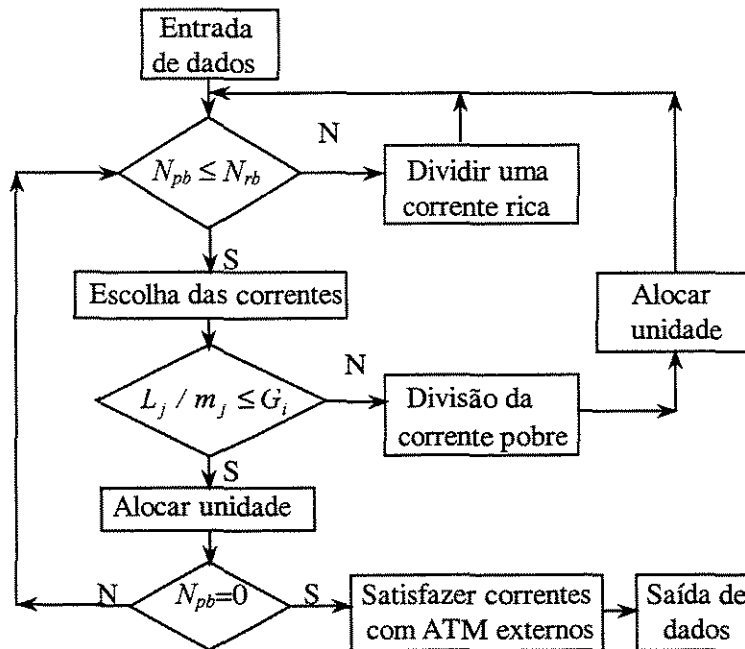 Entrada
de dados
N
N_pb ≤ N_rb
Dividir uma
corrente rica
S
Escolha das correntes
Alocar
unidade
N
L_j / m_j ≤ G_i
Divisão da
corrente pobre
S
Alocar unidade
N
N_pb=0
S
Satisfazer correntes
com ATM externos
Saída de
dados